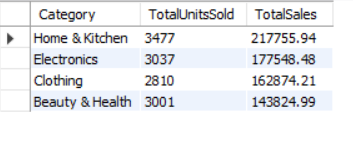 Category TotalUnitsSold TotalSales
Home & Kitchen 3477 217755.94
Electronics 3037 177548.48
Clothing 2810 162874.21
Beauty & Health 3001 143824.99